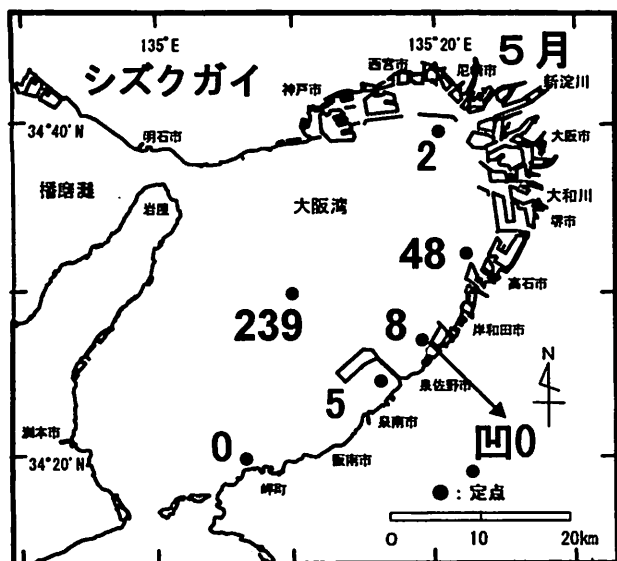 135°E
135°20'E
5月
シズクガイ
西宮市
尼崎市
新淀川
神戸市
34°40'N
明石市
大阪市
2
播磨灘
岩屋
大阪湾
大和川
堺市
48
高石市
239
8
岸和田市
N
泉佐野市
5
泉南市
洲本市
0
凹0
34°20'N
阪南市
岬町
●:定点
0 10 20km